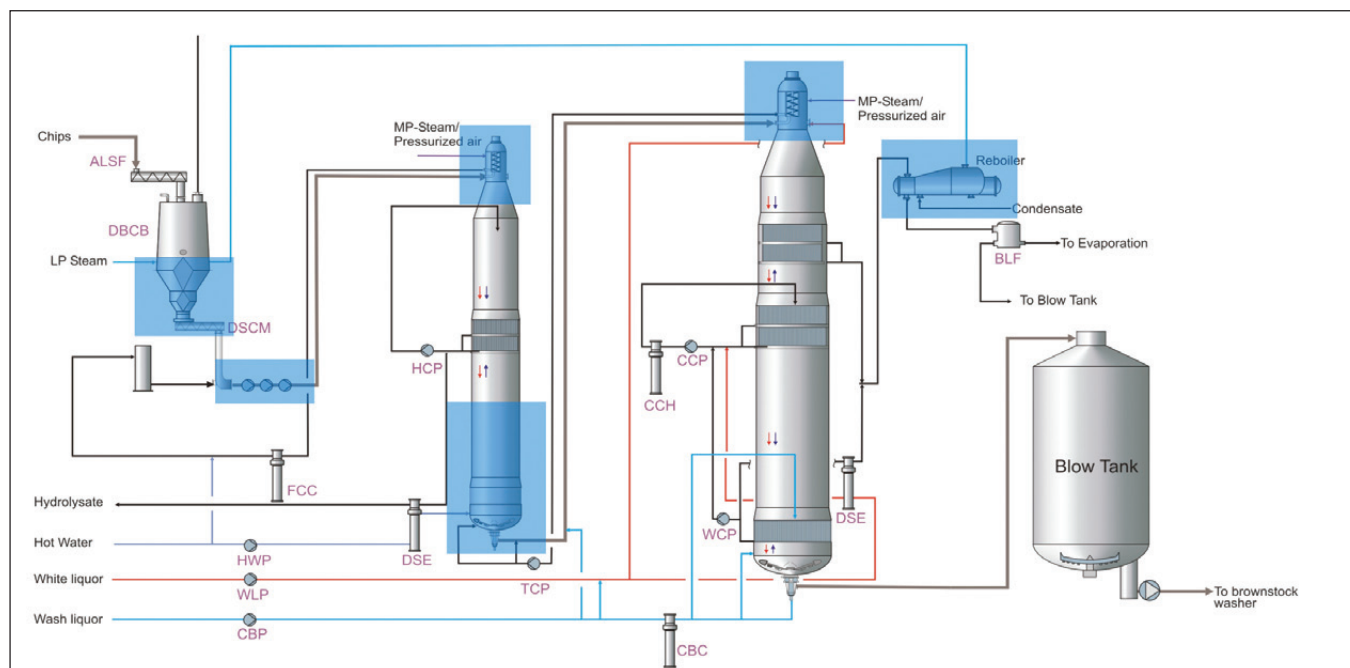 MP-Steam/
Pressurized air
Chips
ALSF
MP-Steam/
Pressurized air
Reboiler
DBCB
Condensate
LP Steam
To Evaporation
BLF
To Blow Tank
DSCM
HCP
CCP
CCH
Blow Tank
FCC
Hydrolysate
DSE
WCP
Hot Water
HWP
DSE
TCP
White liquor
WLP
To brownstock
washer
Wash liquor
CBP
CBC